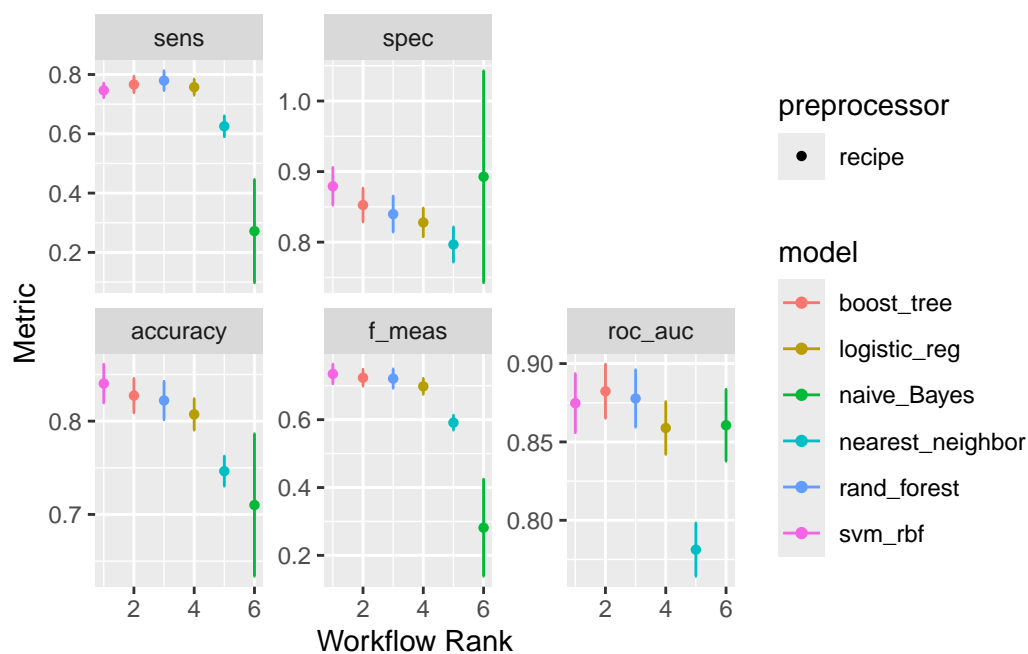 sens
spec
0.8
0.6
0.4
0.2
1.0
0.9
0.8
accuracy
f_meas
roc_auc
0.8
0.7
0.6
0.4
0.2
0.90
0.85
0.80
2 4 6
2 4 6
2 4 6
Workflow Rank
Metric
preprocessor
recipe
model
boost_tree
logistic_reg
naive_Bayes
nearest_neighbor
rand_forest
svm_rbf